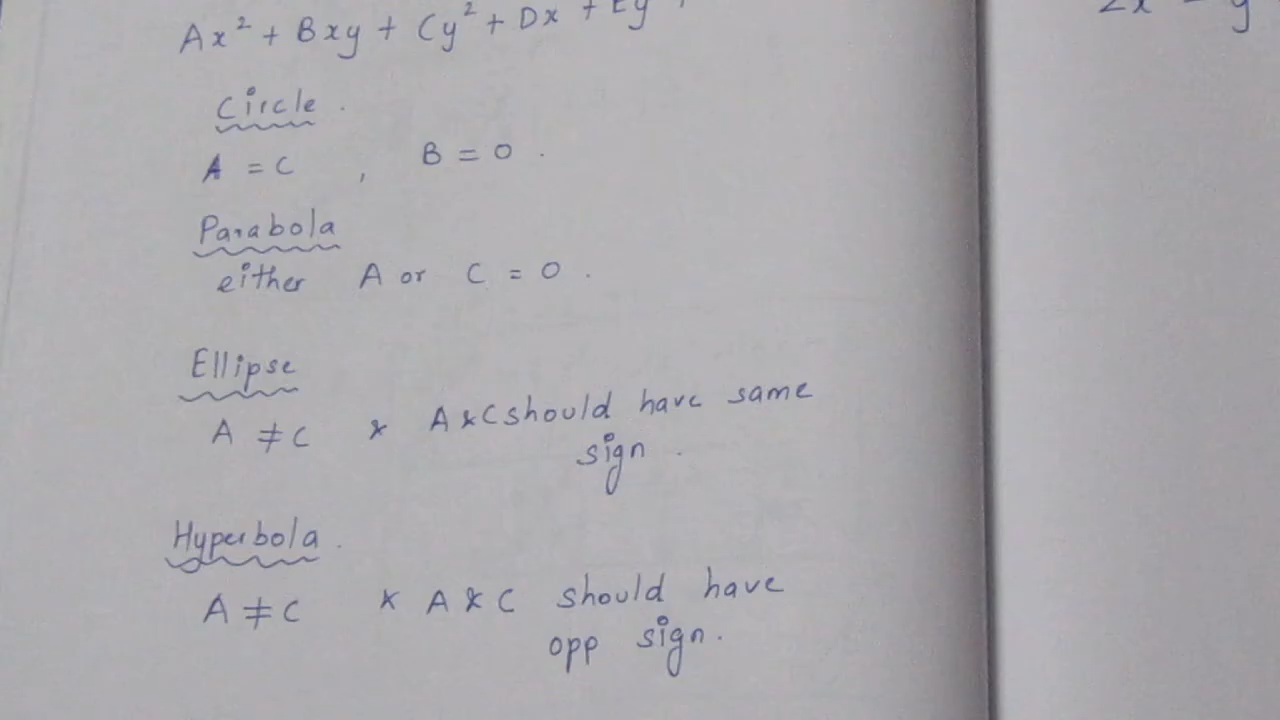 Ax² + Bxy + Cy² + Dx + Ey
Circle.
A = C , B = 0.
Parabola
either A or C = 0.
Ellipse
A ≠ C & A & C should have same
sign.
Hyperbola.
A ≠ C & A & C should have
opp sign.
2x - y